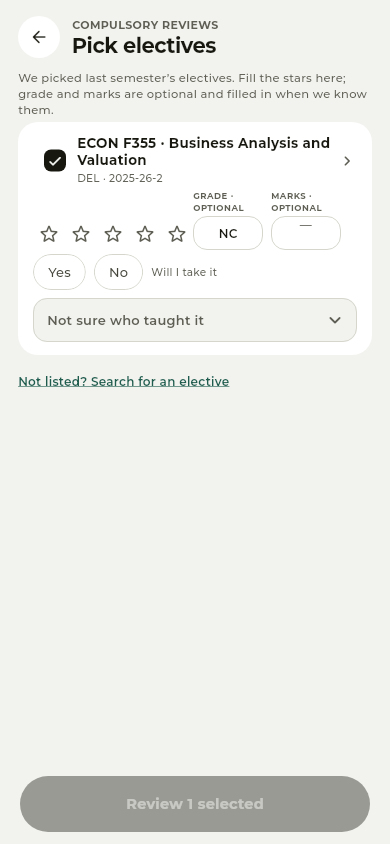 COMPULSORY REVIEWS
Pick electives
We picked last semester's electives. Fill the stars here;
grade and marks are optional and filled in when we know
them.
ECON F355 · Business Analysis and
Valuation
DEL · 2025-26-2
GRADE ·
OPTIONAL
MARKS ·
OPTIONAL
NC
—
Yes
No
Will I take it
Not sure who taught it
Not listed? Search for an elective
Review 1 selected